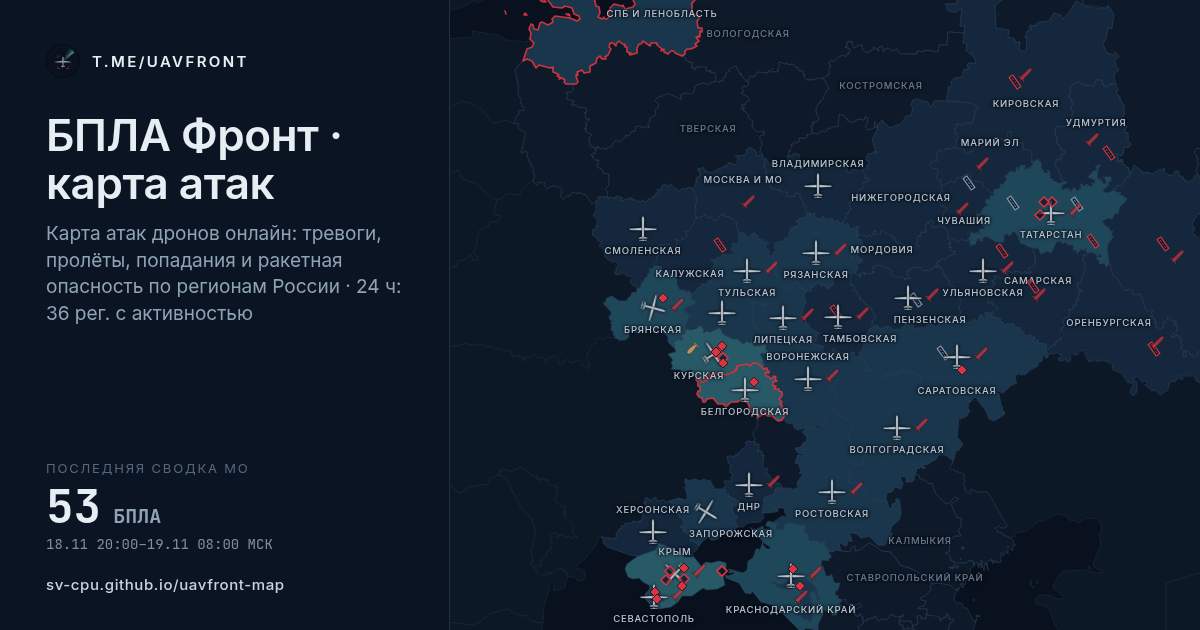 T.ME/UAVFRONT
БПЛА Фронт ·
карта атак
Карта атак дронов онлайн: тревоги,
пролёты, попадания и ракетная
опасность по регионам России · 24 ч:
36 рег. с активностью
ПОСЛЕДНЯЯ СВОДКА МО
53 БПЛА
18.11 20:00–19.11 08:00 МСК
sv-cpu.github.io/uavfront-map
СПБ И ЛЕНОБЛАСТЬ
ВОЛОГОДСКАЯ
КОСТРОМСКАЯ
КИРОВСКАЯ
УДМУРТИЯ
ТВЕРСКАЯ
МАРИЙ ЭЛ
ВЛАДИМИРСКАЯ
МОСКВА И МО
НИЖЕГОРОДСКАЯ
ЧУВАШИЯ
ТАТАРСТАН
СМОЛЕНСКАЯ
МОРДОВИЯ
КАЛУЖСКАЯ
РЯЗАНСКАЯ
САМАРСКАЯ
ТУЛЬСКАЯ
УЛЬЯНОВСКАЯ
ПЕНЗЕНСКАЯ
ОРЕНБУРГСКАЯ
БРЯНСКАЯ
ЛИПЕЦКАЯ
ТАМБОВСКАЯ
ВОРОНЕЖСКАЯ
КУРСКАЯ
САРАТОВСКАЯ
БЕЛГОРОДСКАЯ
ВОЛГОГРАДСКАЯ
ХЕРСОНСКАЯ
ДНР
РОСТОВСКАЯ
ЗАПОРОЖСКАЯ
КАЛМЫКИЯ
КРЫМ
СТАВРОПОЛЬСКИЙ КРАЙ
КРАСНОДАРСКИЙ КРАЙ
СЕВАСТОПОЛЬ